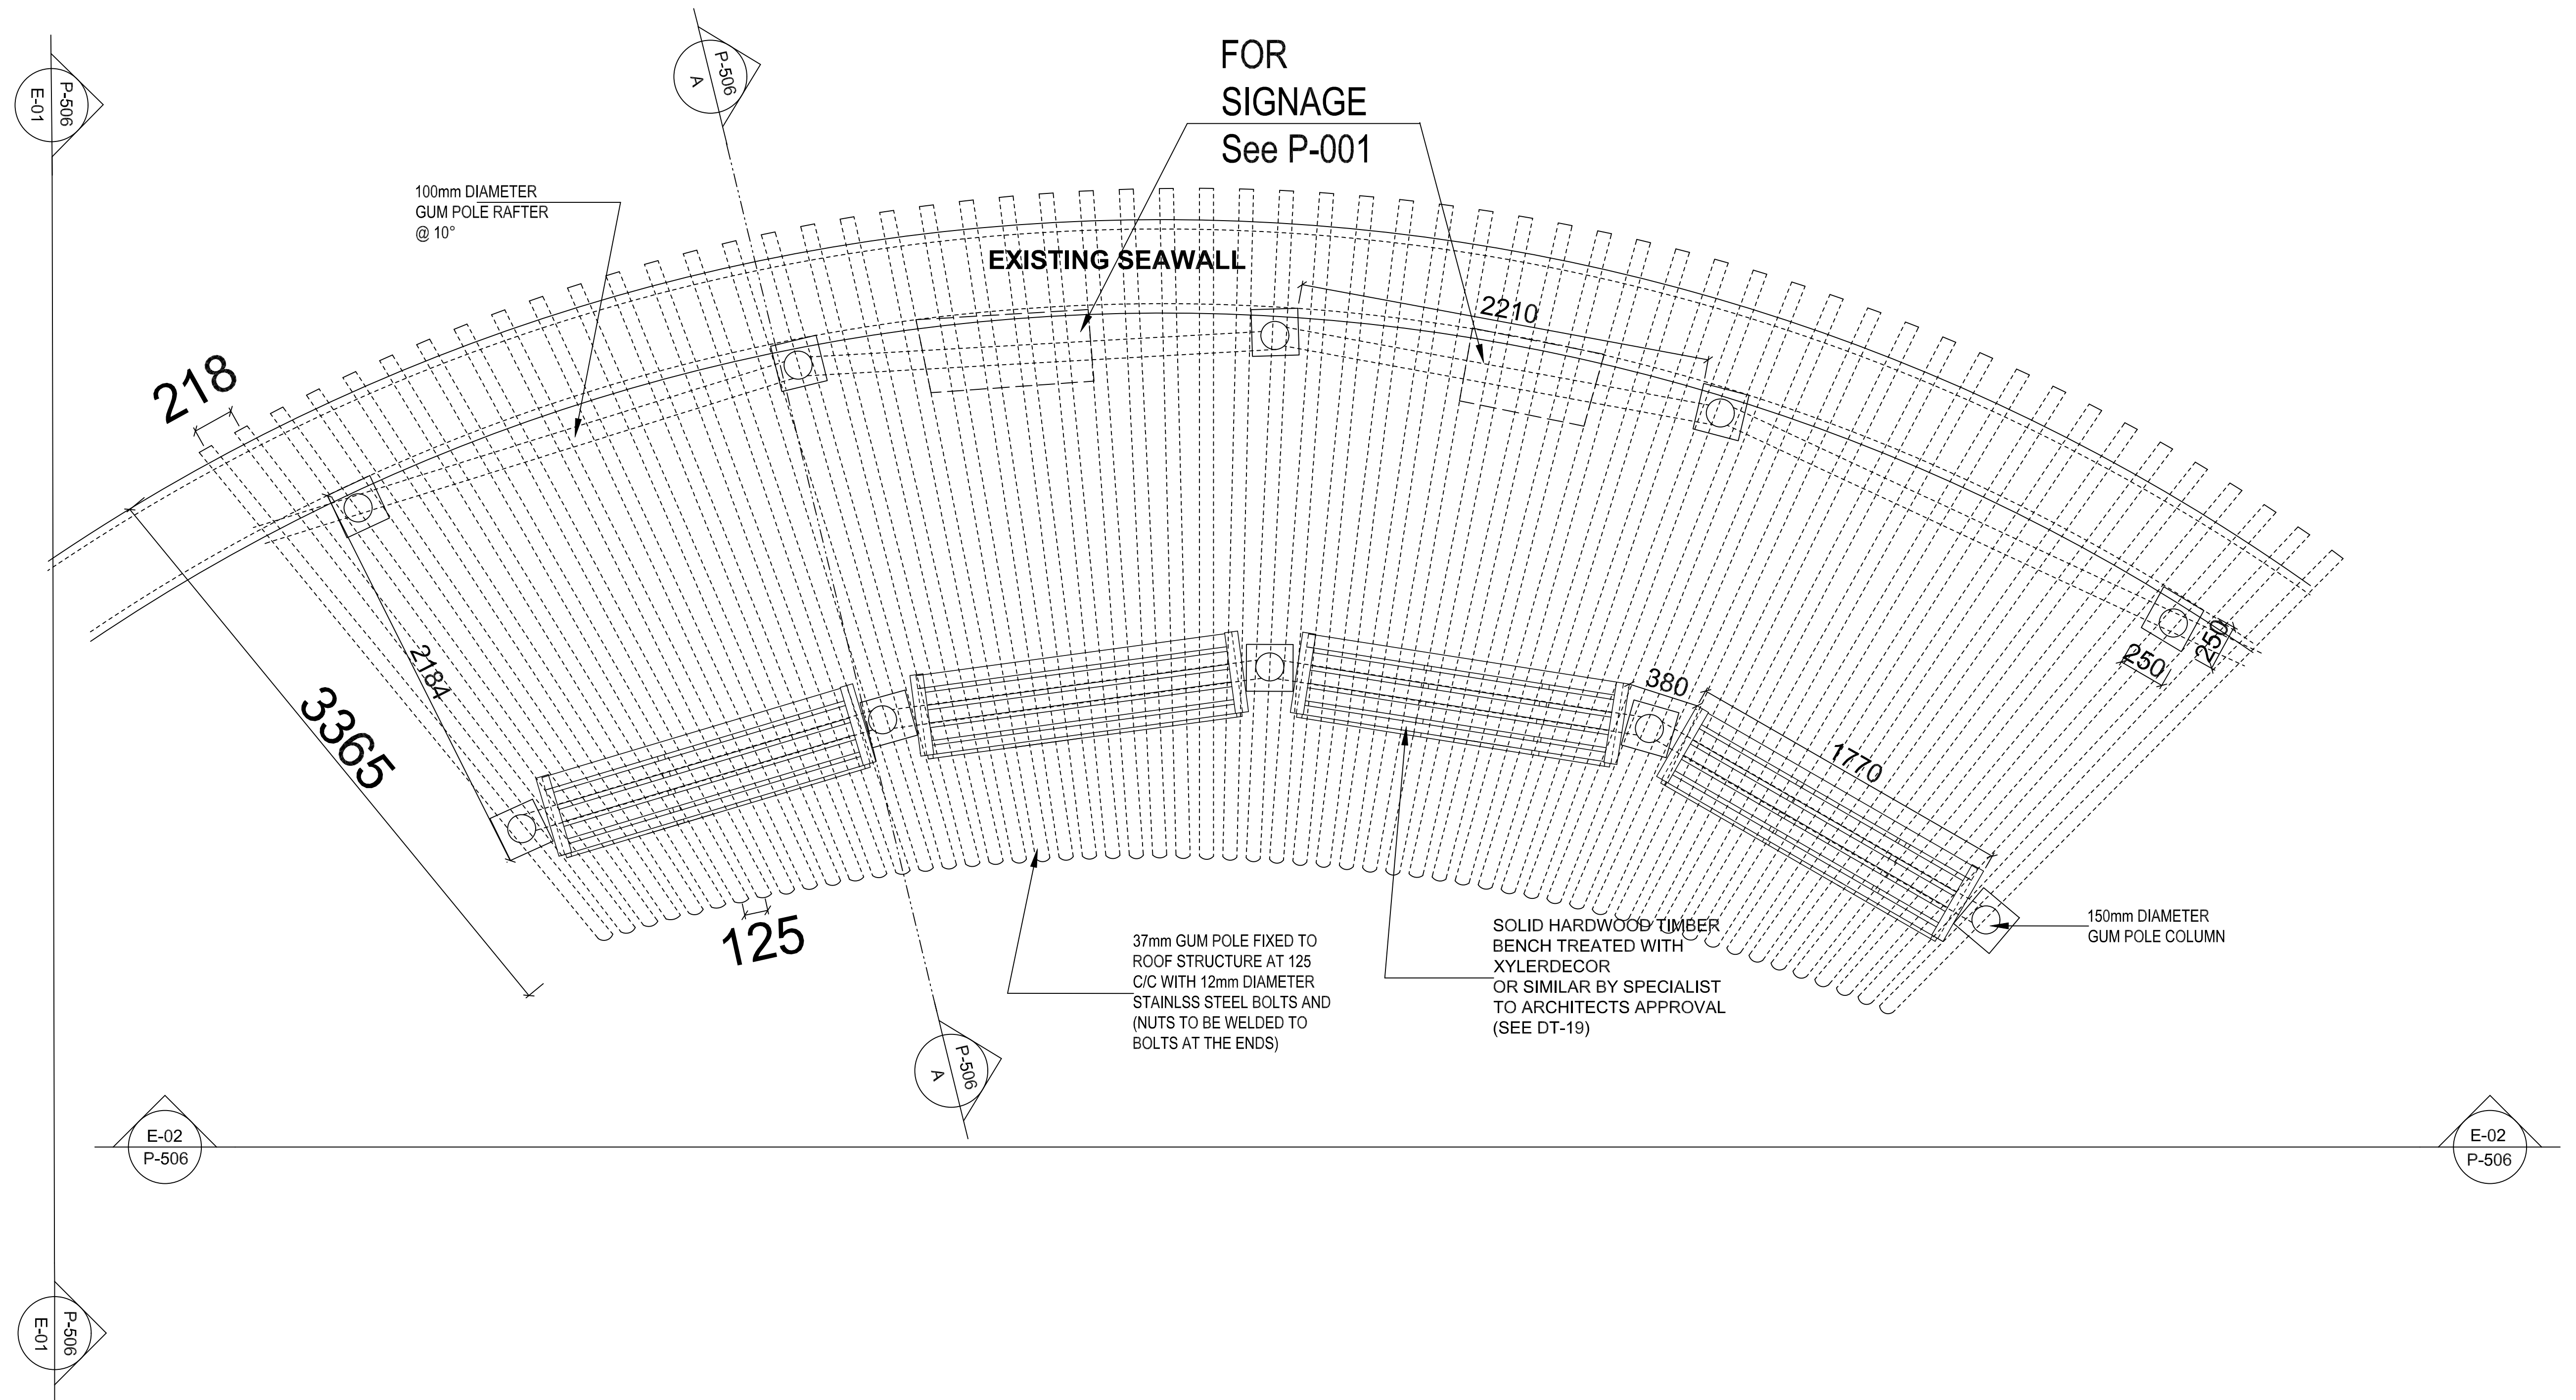 P-506
E-01
P-506
A
FOR
SIGNAGE
See P-001
100mm DIAMETER
GUM POLE RAFTER
@ 10°
EXISTING SEAWALL
2210
218
2184
3365
250
250
380
1770
125
37mm GUM POLE FIXED TO
ROOF STRUCTURE AT 125
C/C WITH 12mm DIAMETER
STAINLSS STEEL BOLTS AND
(NUTS TO BE WELDED TO
BOLTS AT THE ENDS)
SOLID HARDWOOD TIMBER
BENCH TREATED WITH
XYLERDECOR
OR SIMILAR BY SPECIALIST
TO ARCHITECTS APPROVAL
(SEE DT-19)
150mm DIAMETER
GUM POLE COLUMN
P-506
A
E-02
P-506
E-02
P-506
P-506
E-01